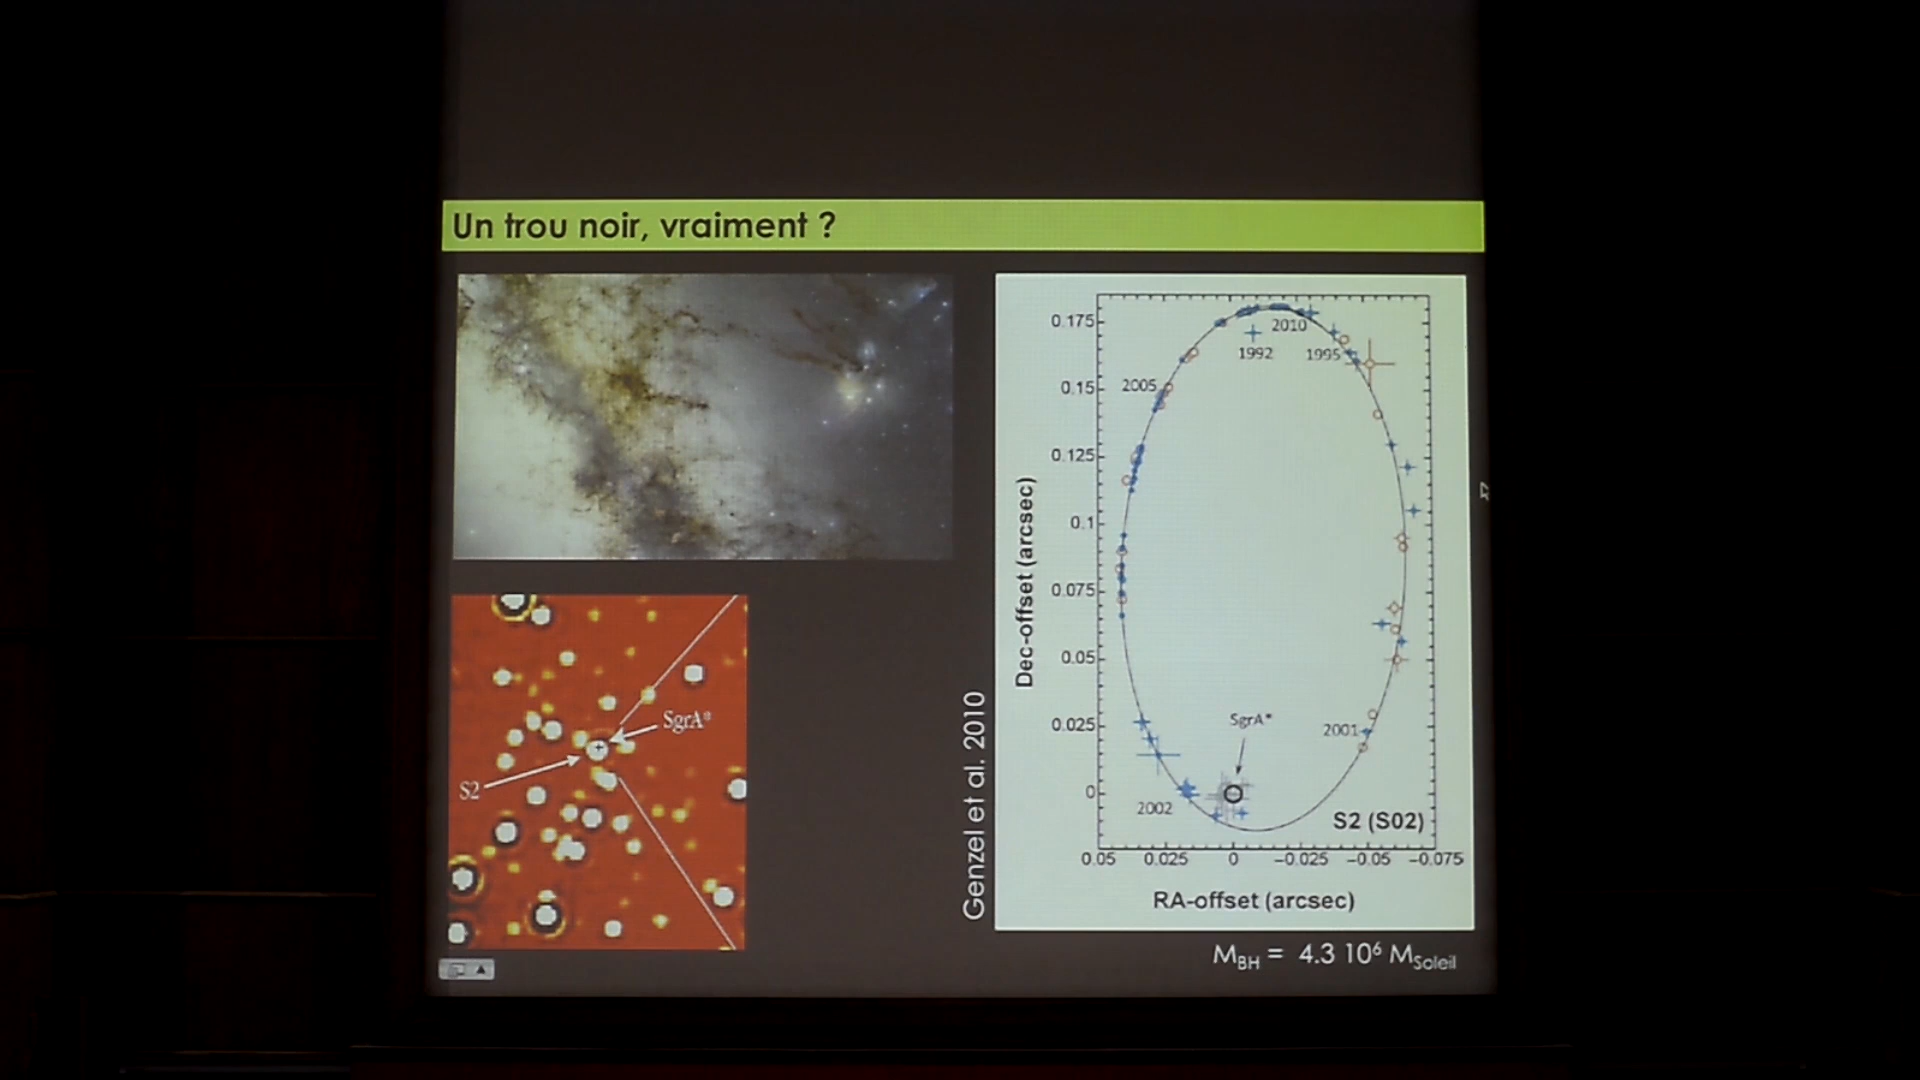 Un trou noir, vraiment ?
SgrA*
S2
Genzel et al. 2010
Dec-offset (arcsec)
0.175
0.15
0.125
0.1
0.075
0.05
0.025
0
2010
1992
1995
2005
SgrA*
2001
2002
S2 (S02)
0.05 0.025 0 −0.025 −0.05 −0.075
RA-offset (arcsec)
M_BH = 4.3 10⁶ M_Soleil